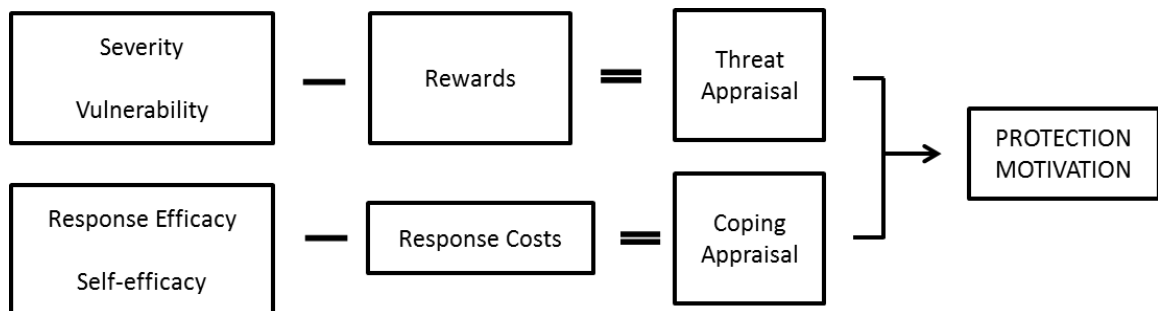 Severity
Vulnerability
Rewards
Threat
Appraisal
Response Efficacy
Self-efficacy
Response Costs
Coping
Appraisal
PROTECTION
MOTIVATION